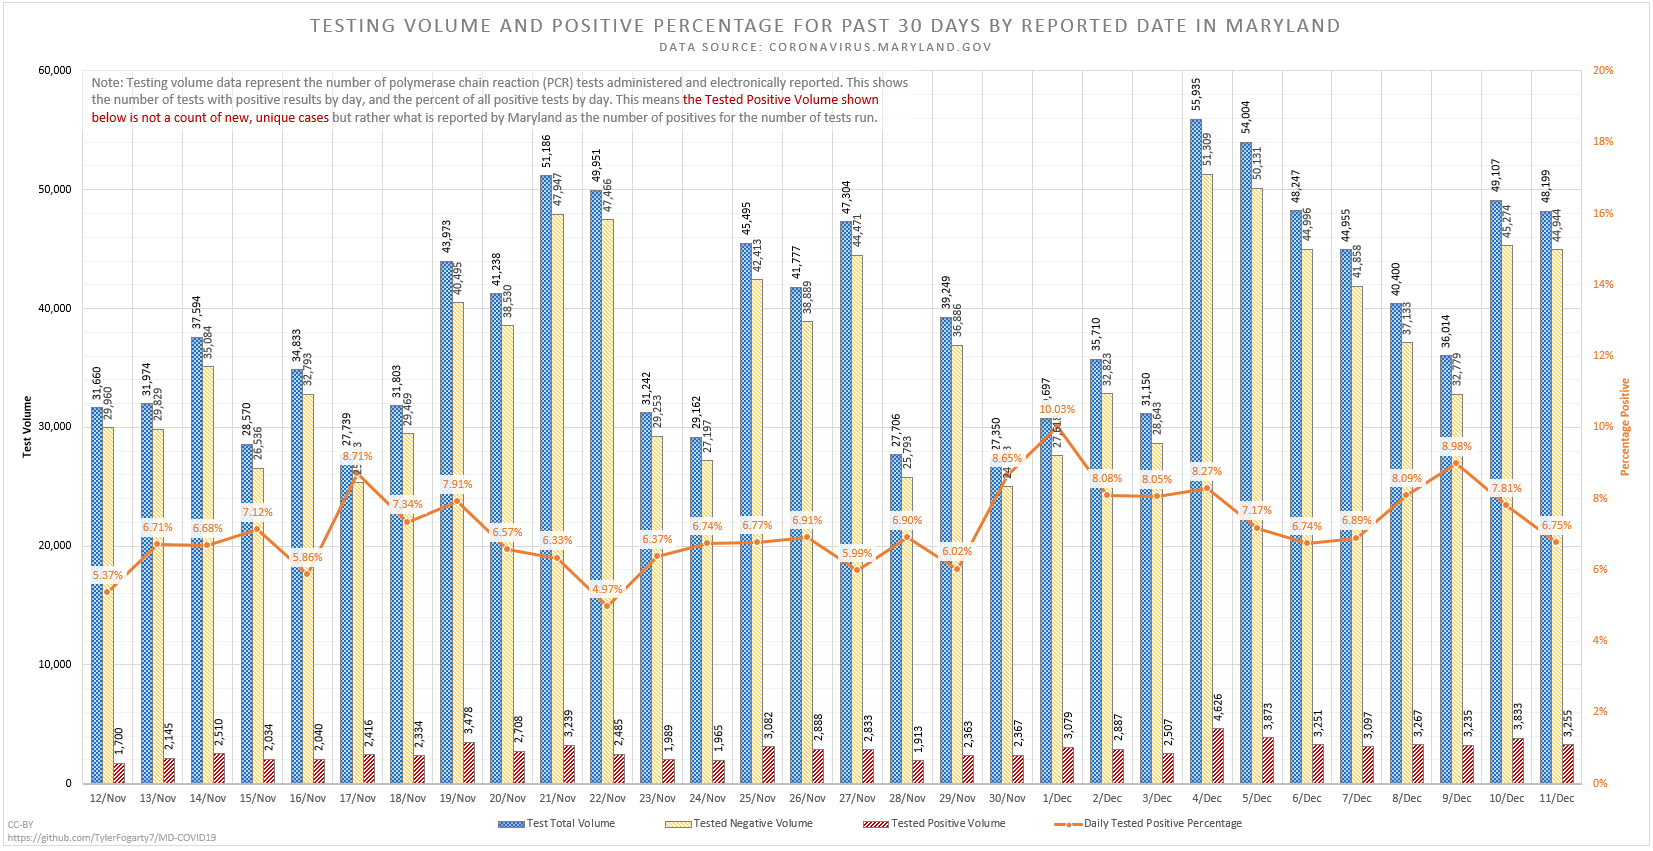 TESTING VOLUME AND POSITIVE PERCENTAGE FOR PAST 30 DAYS BY REPORTED DATE IN MARYLAND
DATA SOURCE: CORONAVIRUS.MARYLAND.GOV
Note: Testing volume data represent the number of polymerase chain reaction (PCR) tests administered and electronically reported. This shows
the number of tests with positive results by day, and the percent of all positive tests by day. This means the Tested Positive Volume shown
below is not a count of new, unique cases but rather what is reported by Maryland as the number of positives for the number of tests run.
Test Volume
60,000
50,000
40,000
30,000
20,000
10,000
0
31,660 29,960 5.37% 1,700
31,974 29,829 6.71% 2,145
37,594 35,084 6.68% 2,510
28,570 26,536 7.12% 2,034
34,833 32,793 5.86% 2,040
27,739 8.71% 2,416
31,803 29,469 7.34% 2,334
43,973 40,495 7.91% 3,478
41,238 38,530 6.57% 2,708
51,186 47,947 6.33% 3,239
49,951 47,466 4.97% 2,485
31,242 29,253 6.37% 1,989
29,162 27,197 6.74% 1,965
45,495 42,413 6.77% 3,082
41,777 38,889 6.91% 2,888
47,304 44,471 5.99% 2,833
27,706 25,793 6.90% 1,913
39,249 36,886 6.02% 2,363
27,350 8.65% 2,367
10.03% 3,079
35,710 32,823 8.08% 2,887
31,150 28,643 8.05% 2,507
55,935 51,309 8.27% 4,626
54,004 50,131 7.17% 3,873
48,247 44,996 6.74% 3,251
44,955 41,858 6.89% 3,097
40,400 37,133 8.09% 3,267
36,014 32,779 8.98% 3,235
49,107 45,274 7.81% 3,833
48,199 44,944 6.75% 3,255
20%
18%
16%
14%
12%
10%
8%
6%
4%
2%
0%
Percentage Positive
12/Nov 13/Nov 14/Nov 15/Nov 16/Nov 17/Nov 18/Nov 19/Nov 20/Nov 21/Nov 22/Nov 23/Nov 24/Nov 25/Nov 26/Nov 27/Nov 28/Nov 29/Nov 30/Nov 1/Dec 2/Dec 3/Dec 4/Dec 5/Dec 6/Dec 7/Dec 8/Dec 9/Dec 10/Dec 11/Dec
Test Total Volume Tested Negative Volume Tested Positive Volume Daily Tested Positive Percentage
CC-BY
https://github.com/TylerFogarty7/MD-COVID19